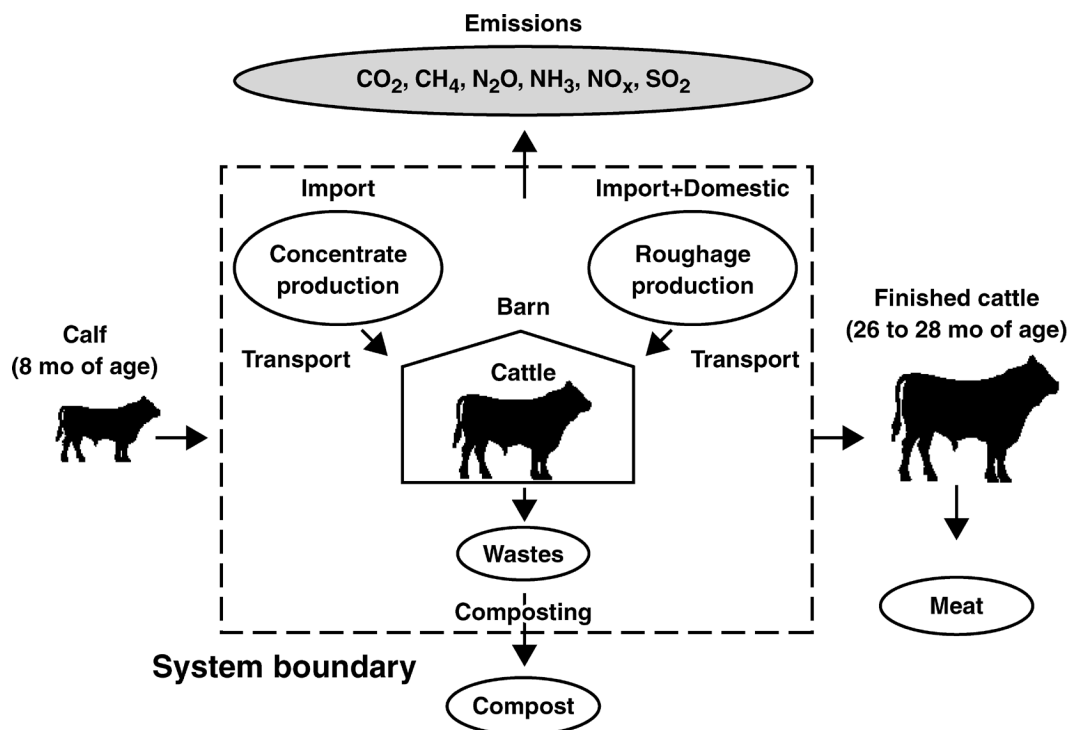 Emissions
CO2, CH4, N2O, NH3, NOx, SO2
Import
Import+Domestic
Concentrate
production
Roughage
production
Barn
Finished cattle
(26 to 28 mo of age)
Calf
(8 mo of age)
Transport
Transport
Cattle
Wastes
Composting
Meat
System boundary
Compost